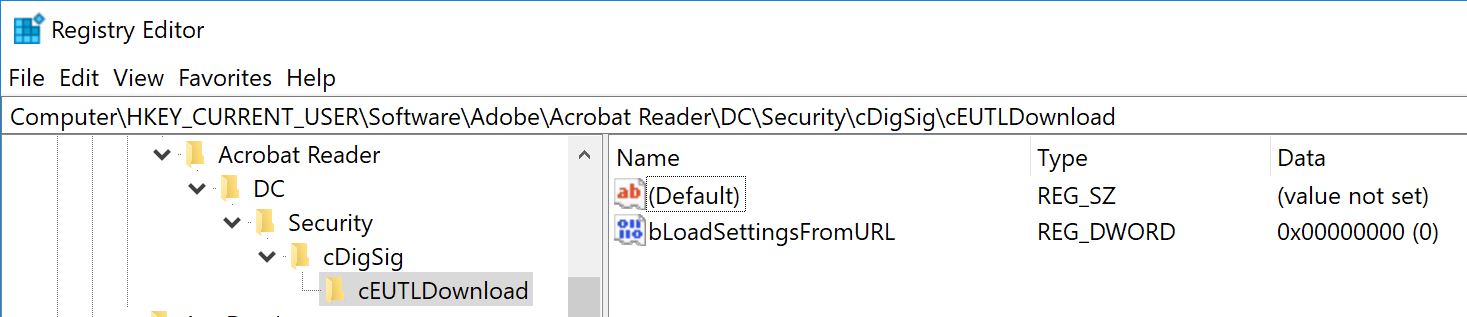 Registry Editor
File Edit View Favorites Help
Computer\HKEY_CURRENT_USER\Software\Adobe\Acrobat Reader\DC\Security\cDigSig\cEUTLDownload
Acrobat Reader
DC
Security
cDigSig
cEUTLDownload
Name Type Data
(Default) REG_SZ (value not set)
bLoadSettingsFromURL REG_DWORD 0x00000000 (0)